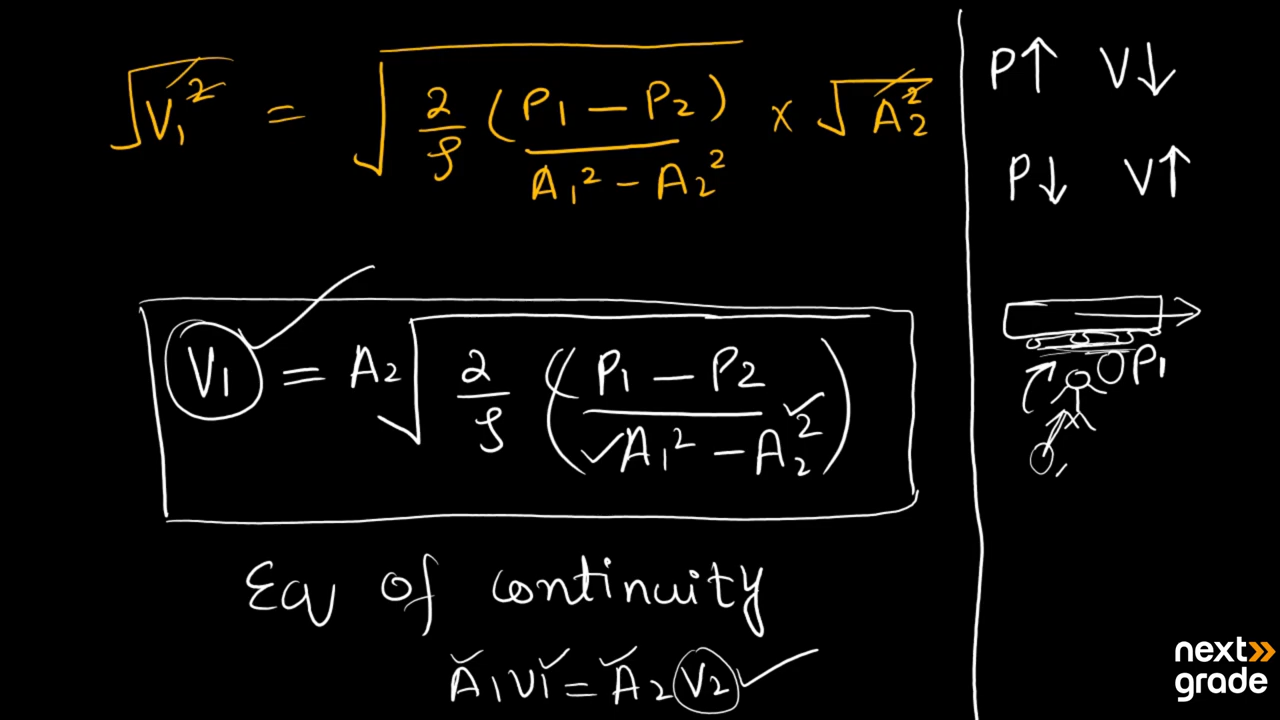 √V₁² = √(2/ρ (P₁ − P₂)/(A₁² − A₂²)) × √A₂²
V₁ = A₂ √(2/ρ ((P₁ − P₂)/(A₁² − A₂²)))
Eq of continuity
A₁V₁ = A₂V₂
P↑ V↓
P↓ V↑
P₁
next
grade